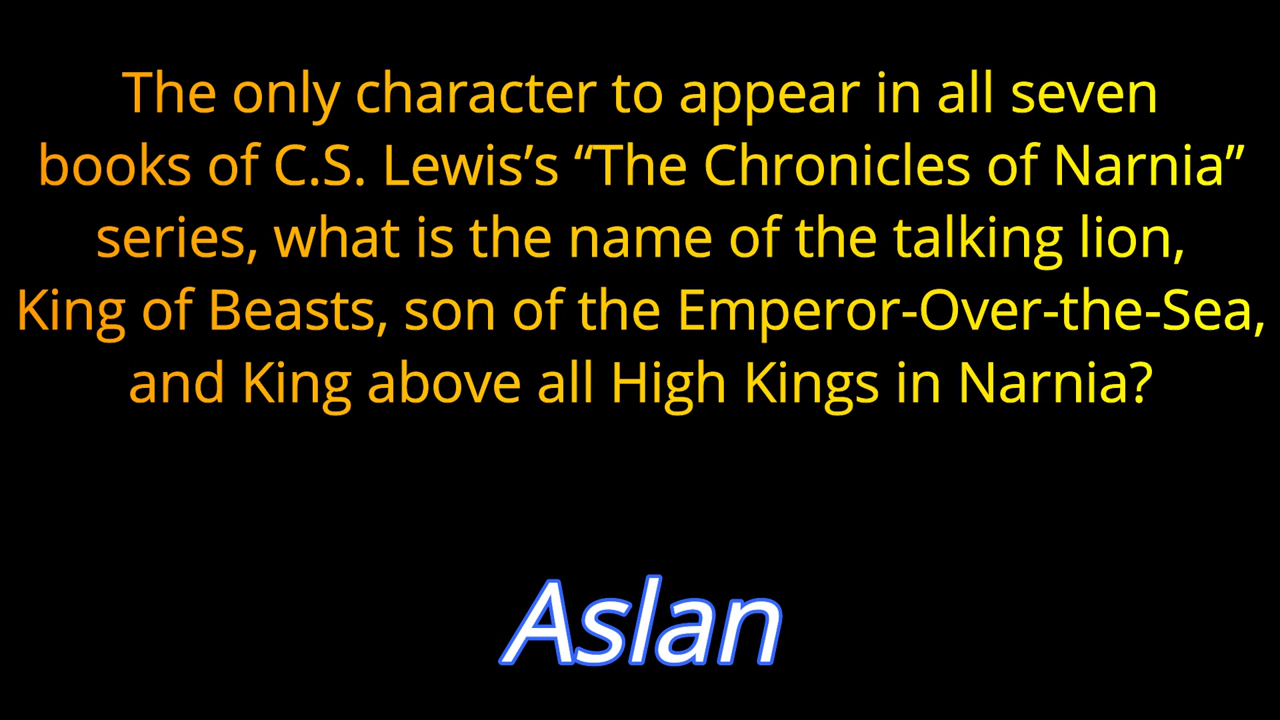 The only character to appear in all seven
books of C.S. Lewis’s “The Chronicles of Narnia”
series, what is the name of the talking lion,
King of Beasts, son of the Emperor-Over-the-Sea,
and King above all High Kings in Narnia?
Aslan